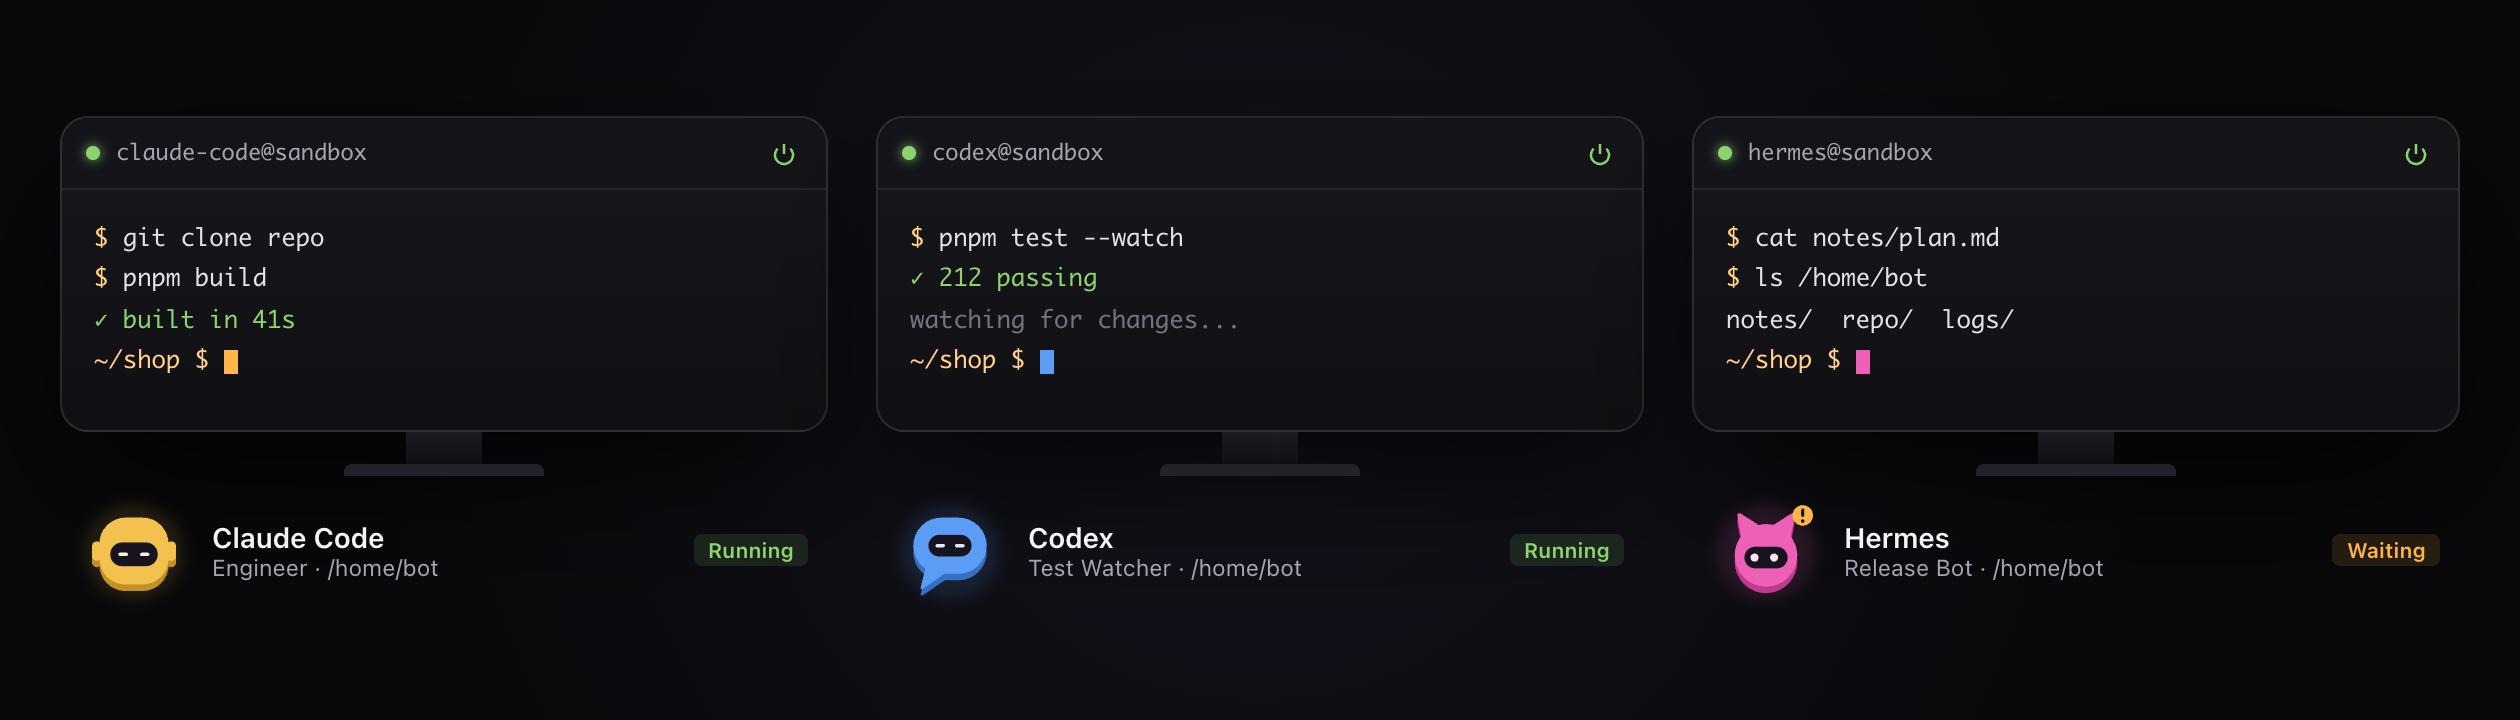 claude-code@sandbox
$ git clone repo
$ pnpm build
✓ built in 41s
~/shop $
Claude Code
Engineer · /home/bot
Running
codex@sandbox
$ pnpm test --watch
✓ 212 passing
watching for changes...
~/shop $
Codex
Test Watcher · /home/bot
Running
hermes@sandbox
$ cat notes/plan.md
$ ls /home/bot
notes/  repo/  logs/
~/shop $
Hermes
Release Bot · /home/bot
Waiting